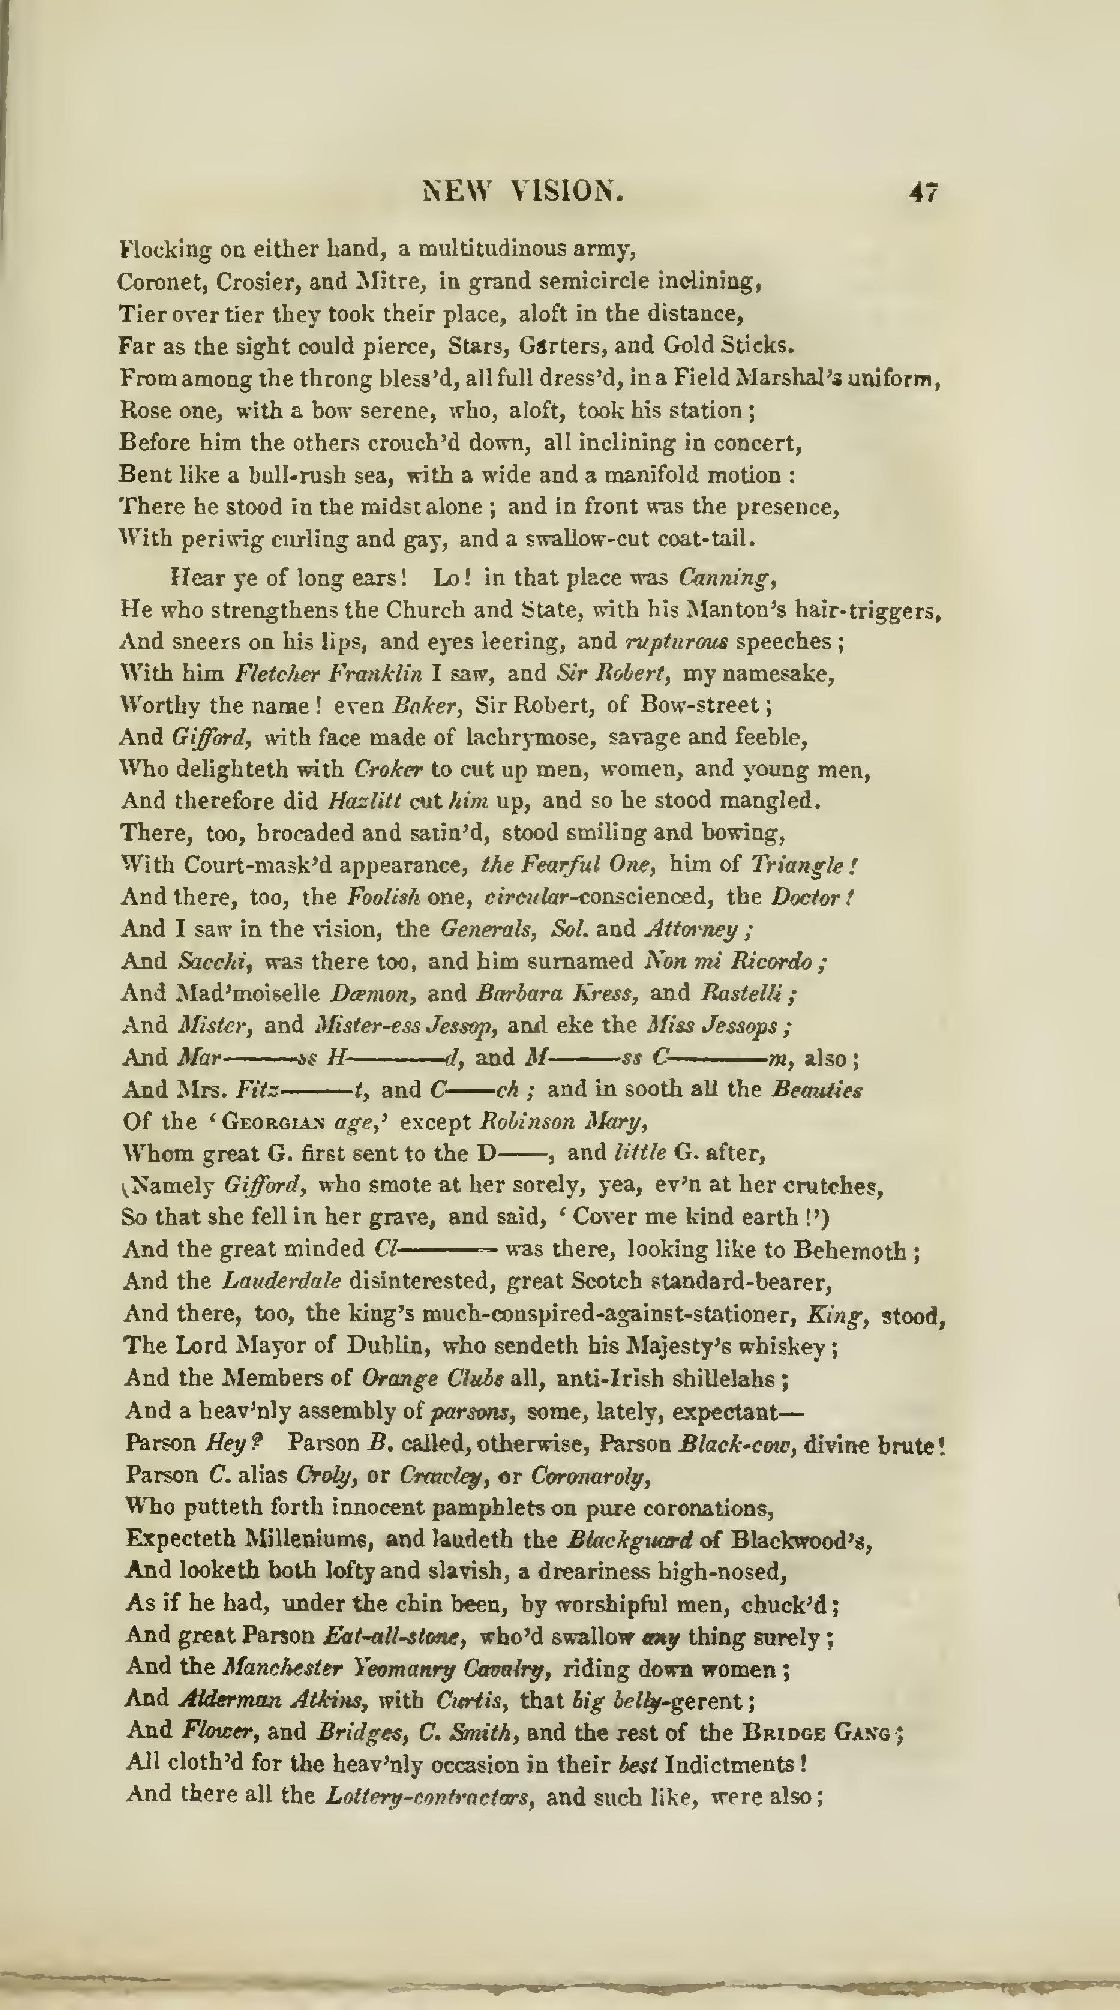 NEW VISION. 47
Flocking on either hand, a multitudinous army,
Coronet, Crosier, and Mitre, in grand semicircle inclining,
Tier over tier they took their place, aloft in the distance,
Far as the sight could pierce, Stars, Garters, and Gold Sticks.
From among the throng bless'd, all full dress'd, in a Field Marshal's uniform,
Rose one, with a bow serene, who, aloft, took his station;
Before him the others crouch'd down, all inclining in concert,
Bent like a bull-rush sea, with a wide and a manifold motion :
There he stood in the midst alone ; and in front was the presence,
With periwig curling and gay, and a swallow-cut coat-tail.
Hear ye of long ears! Lo! in that place was Canning,
He who strengthens the Church and State, with his Manton's hair-triggers,
And sneers on his lips, and eyes leering, and rupturous speeches ;
With him Fletcher Franklin I saw, and Sir Robert, my namesake,
Worthy the name! even Baker, Sir Robert, of Bow-street ;
And Gifford, with face made of lachrymose, savage and feeble,
Who delighteth with Croker to cut up men, women, and young men,
And therefore did Hazlitt cut him up, and so he stood mangled.
There, too, brocaded and satin'd, stood smiling and bowing,
With Court-mask'd appearance, the Fearful One, him of Triangle!
And there, too, the Foolish one, circular-conscienced, the Doctor!
And I saw in the vision, the Generals, Sol. and Attorney ;
And Sacchi, was there too, and him surnamed Non mi Ricordo ;
And Mad'moiselle Dæmon, and Barbara Kress, and Rastelli ;
And Mister, and Mister-ess Jessop, and eke the Miss Jessops ;
And Mar———ss H———d, and M———ss C———m, also ;
And Mrs. Fitz———t, and C——ch ; and in sooth all the Beauties
Of the 'GEORGIAN age,' except Robinson Mary,
Whom great G. first sent to the D——, and little G. after,
(Namely Gifford, who smote at her sorely, yea, ev'n at her crutches,
So that she fell in her grave, and said, 'Cover me kind earth!')
And the great minded Cl——— was there, looking like to Behemoth ;
And the Lauderdale disinterested, great Scotch standard-bearer,
And there, too, the king's much-conspired-against-stationer, King, stood,
The Lord Mayor of Dublin, who sendeth his Majesty's whiskey ;
And the Members of Orange Clubs all, anti-Irish shillelahs ;
And a heav'nly assembly of parsons, some, lately, expectant—
Parson Hey? Parson B. called, otherwise, Parson Black-cow, divine brute!
Parson C. alias Croly, or Crawley, or Coronaroly,
Who putteth forth innocent pamphlets on pure coronations,
Expecteth Milleniums, and laudeth the Blackguard of Blackwood's,
And looketh both lofty and slavish, a dreariness high-nosed,
As if he had, under the chin been, by worshipful men, chuck'd ;
And great Parson Eat-all-stone, who'd swallow any thing surely ;
And the Manchester Yeomanry Cavalry, riding down women ;
And Alderman Atkins, with Curtis, that big belly-gerent ;
And Flower, and Bridges, C. Smith, and the rest of the BRIDGE GANG ;
All cloth'd for the heav'nly occasion in their best Indictments!
And there all the Lottery-contractors, and such like, were also ;